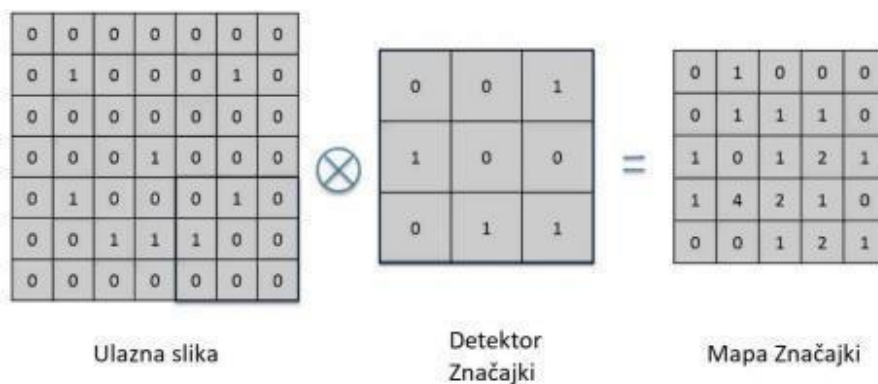 0 0 0 0 0 0 0
0 1 0 0 0 1 0
0 0 0 0 0 0 0
0 0 0 1 0 0 0
0 1 0 0 0 1 0
0 0 1 1 1 0 0
0 0 0 0 0 0 0
Ulazna slika
0 0 1
1 0 0
0 1 1
Detektor
Značajki
=
0 1 0 0 0
0 1 1 1 0
1 0 1 2 1
1 4 2 1 0
0 0 1 2 1
Mapa Značajki